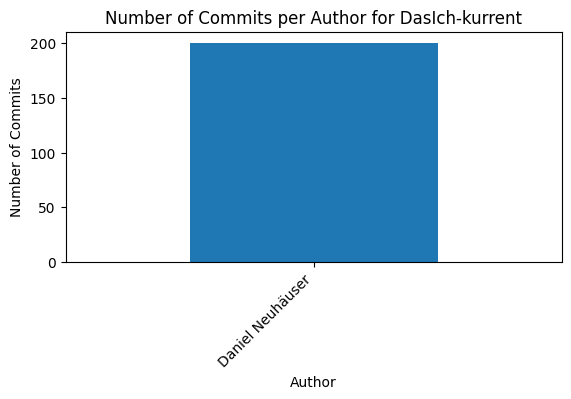 Number of Commits per Author for DasIch-kurrent
Number of Commits
200
150
100
50
0
Daniel Neuhäuser
Author